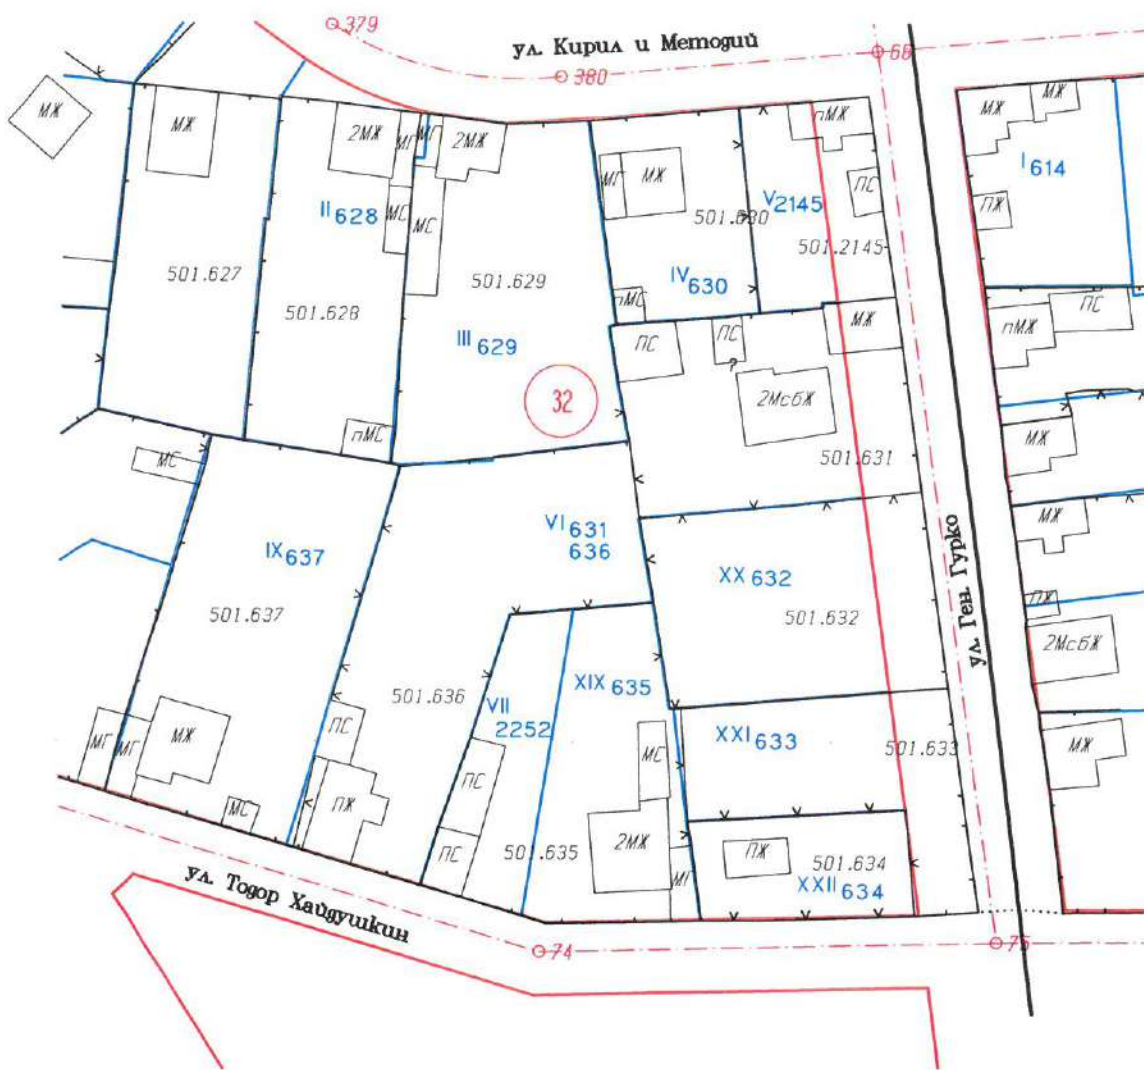 379
ул. Кирил и Методий
380
68
МЖ
МЖ
2МЖ
МГ
МГ
2МЖ
пМЖ
МЖ
МЖ
I 614
МГ
МЖ
ПС
II 628
МС
МС
501.630
V 2145
ПЖ
501.627
501.628
501.629
IV 630
501.2145
пМС
III 629
ПС
ПС
?
МЖ
пМЖ
ПС
32
2МсбЖ
пМС
МС
501.631
МЖ
IX 637
VI 631
636
XX 632
МЖ
ул. Ген. Гурко
501.637
501.632
ПЖ
2МсбЖ
501.636
VII
2252
XIX 635
МГ
МГ
МЖ
ПС
МС
XXI 633
501.633
МЖ
МС
ПЖ
ПС
ПС
501.635
2МЖ
МГ
ПЖ
501.634
XXII 634
ул. Тодор Хайдушкин
74
75